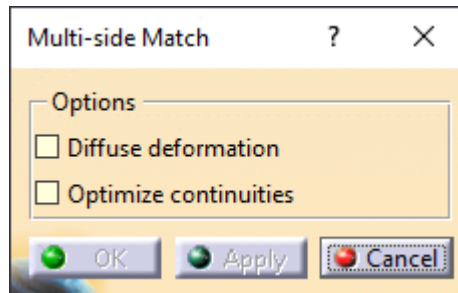 Multi-side Match ? ×
Options
Diffuse deformation
Optimize continuities
OK Apply Cancel